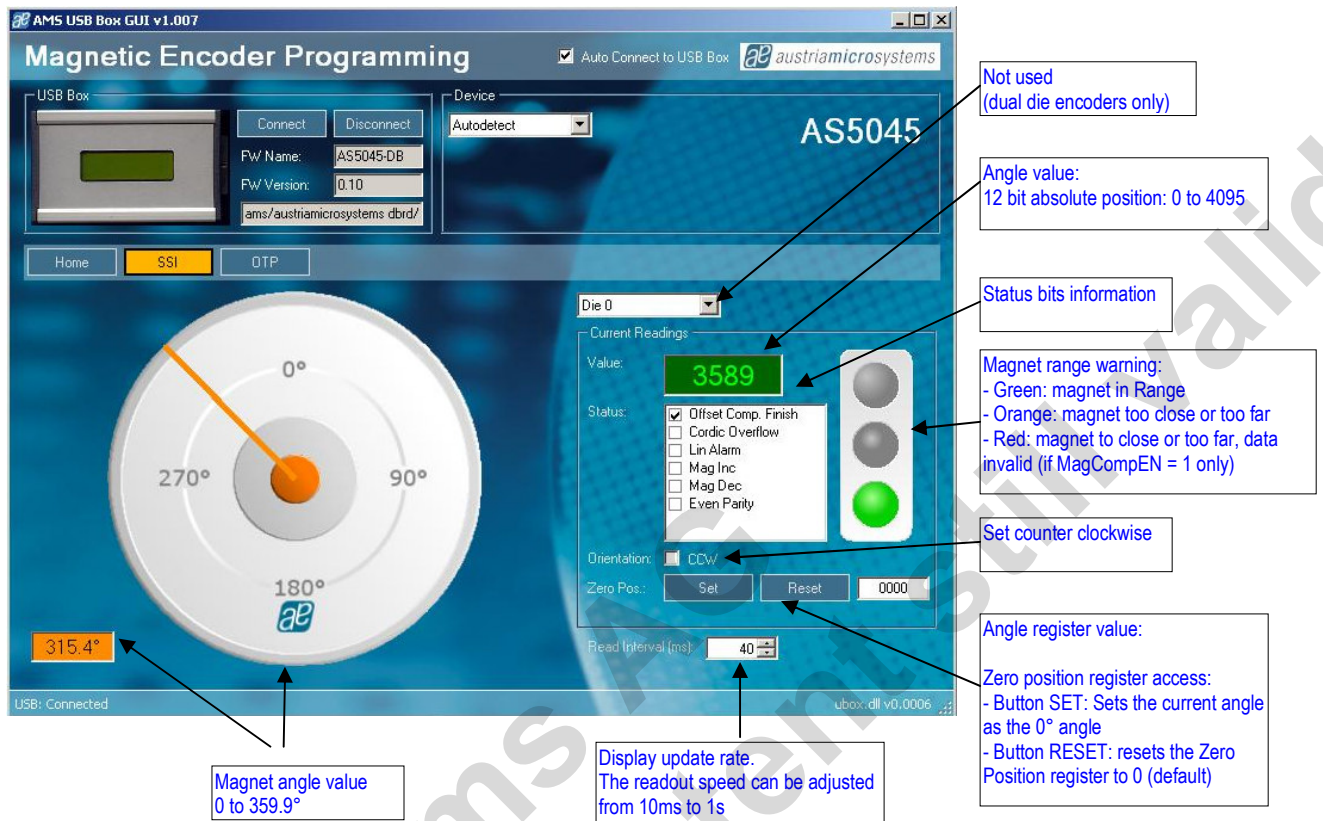 AMS USB Box GUI v1.007
Magnetic Encoder Programming
Auto Connect to USB Box
austriamicrosystems
USB Box
Connect
Disconnect
FW Name:
AS5045-DB
FW Version:
0.10
ams/austriamicrosystems dbrd/
Device
Autodetect
AS5045
Home
SSI
OTP
0°
90°
180°
270°
315.4°
Die 0
Current Readings
Value:
3589
Status:
Offset Comp. Finish
Cordic Overflow
Lin Alarm
Mag Inc
Mag Dec
Even Parity
Orientation:
CCW
Zero Pos.:
Set
Reset
0000
Read Interval (ms):
40
USB: Connected
ubox.dll v0.0006
Not used
(dual die encoders only)
Angle value:
12 bit absolute position: 0 to 4095
Status bits information
Magnet range warning:
- Green: magnet in Range
- Orange: magnet too close or too far
- Red: magnet to close or too far, data
invalid (if MagCompEN = 1 only)
Set counter clockwise
Angle register value:
Zero position register access:
- Button SET: Sets the current angle
as the 0° angle
- Button RESET: resets the Zero
Position register to 0 (default)
Magnet angle value
0 to 359.9°
Display update rate.
The readout speed can be adjusted
from 10ms to 1s
ms AG
tent still valid